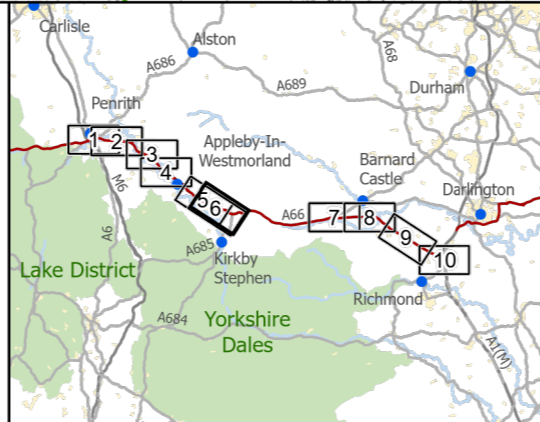 Carlisle
Alston
A686
A68
A689
Durham
Penrith
1
2
3
4
5
6
Appleby-In-
Westmorland
Barnard
Castle
Darlington
A66
7
8
9
10
M6
A6
A685
Lake District
Kirkby
Stephen
Richmond
A684
Yorkshire
Dales
A1(M)